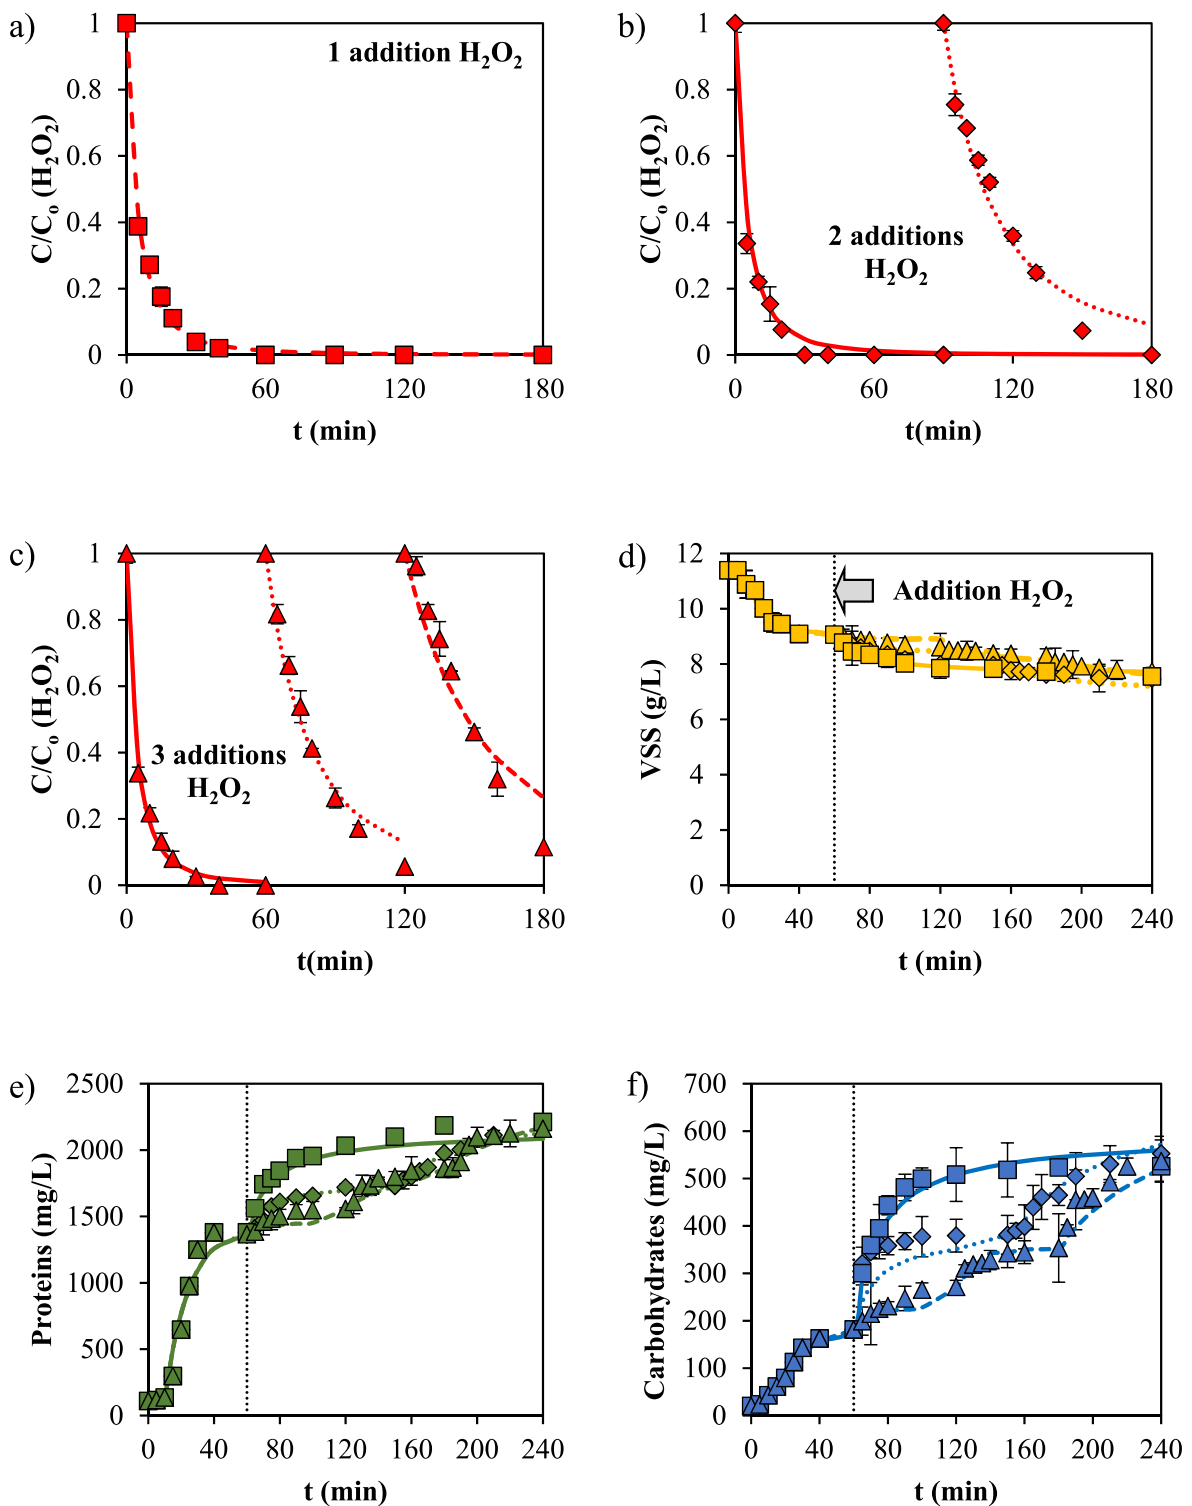 a)
1 addition H₂O₂
C/Cₒ (H₂O₂)
1
0.8
0.6
0.4
0.2
0
0 60 120 180
t (min)
b)
2 additions
H₂O₂
C/Cₒ (H₂O₂)
1
0.8
0.6
0.4
0.2
0
0 60 120 180
t(min)
c)
3 additions
H₂O₂
C/Cₒ (H₂O₂)
1
0.8
0.6
0.4
0.2
0
0 60 120 180
t(min)
d)
Addition H₂O₂
VSS (g/L)
12
10
8
6
4
2
0
0 40 80 120 160 200 240
t (min)
e)
Proteins (mg/L)
2500
2000
1500
1000
500
0
0 40 80 120 160 200 240
t (min)
f)
Carbohydrates (mg/L)
700
600
500
400
300
200
100
0
0 40 80 120 160 200 240
t (min)